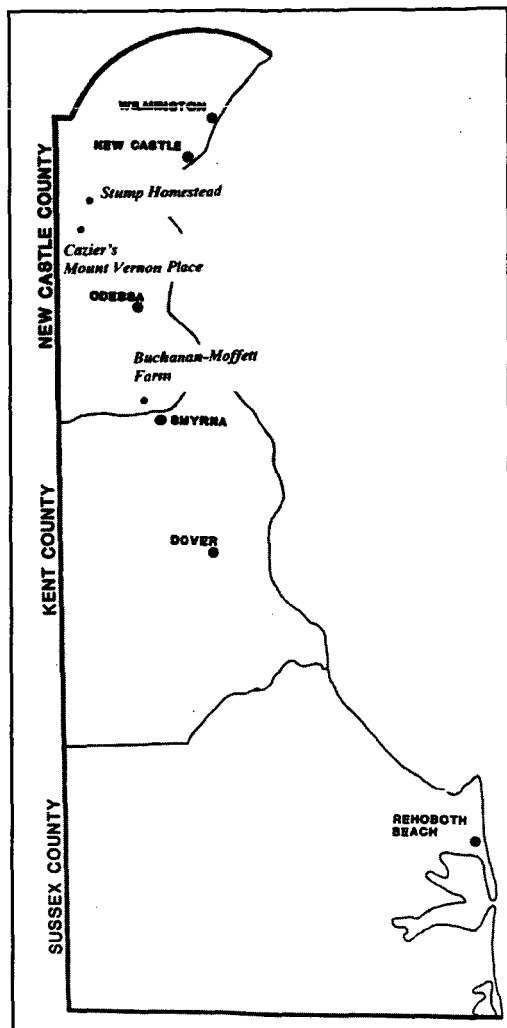 WILMINGTON
NEW CASTLE
Stump Homestead
Cazier's
Mount Vernon Place
ODESSA
Buchanan-Moffett
Farm
SMYRNA
DOVER
REHOBOTH
BEACH
NEW CASTLE COUNTY
KENT COUNTY
SUSSEX COUNTY